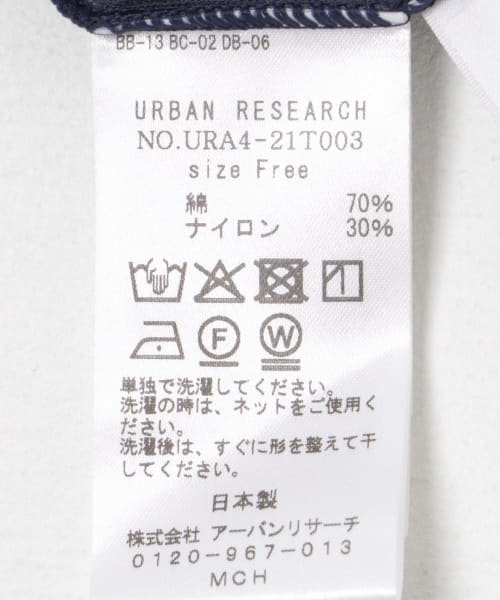 BB-13 BC-02 DB-06
URBAN RESEARCH
NO.URA4-21T003
size Free
綿 70%
ナイロン 30%
F W
単独で洗濯してください。
洗濯の時は、ネットをご使用く
ださい。
洗濯後は、すぐに形を整えて干
してください。
日本製
株式会社 アーバンリサーチ
0120-967-013
MCH